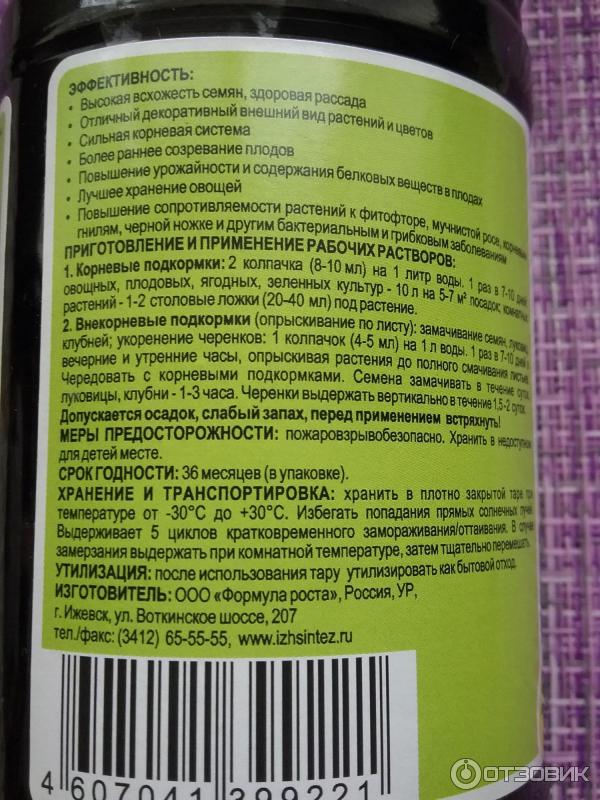 ЭФФЕКТИВНОСТЬ:
• Высокая всхожесть семян, здоровая рассада
• Отличный декоративный внешний вид растений и цветов
• Сильная корневая система
• Более раннее созревание плодов
• Повышение урожайности и содержания белковых веществ в плодах
• Лучшее хранение овощей
• Повышение сопротивляемости растений к фитофторе, мучнистой росе, корневым
гнилям, черной ножке и другим бактериальным и грибковым заболеваниям
ПРИГОТОВЛЕНИЕ И ПРИМЕНЕНИЕ РАБОЧИХ РАСТВОРОВ:
1. Корневые подкормки: 2 колпачка (8-10 мл) на 1 литр воды. 1 раз в 7-10 дней
овощных, плодовых, ягодных, зеленных культур - 10 л на 5-7 м² посадок; комнатных
растений - 1-2 столовые ложки (20-40 мл) под растение.
2. Внекорневые подкормки (опрыскивание по листу): замачивание семян, луковиц,
клубней; укоренение черенков: 1 колпачок (4-5 мл) на 1 л воды. 1 раз в 7-10 дней в
вечерние и утренние часы, опрыскивая растения до полного смачивания листьев.
Чередовать с корневыми подкормками. Семена замачивать в течение суток,
луковицы, клубни - 1-3 часа. Черенки выдержать вертикально в течение 1,5-2 суток.
Допускается осадок, слабый запах, перед применением встряхнуть!
МЕРЫ ПРЕДОСТОРОЖНОСТИ: пожаровзрывобезопасно. Хранить в недоступном
для детей месте.
СРОК ГОДНОСТИ: 36 месяцев (в упаковке).
ХРАНЕНИЕ И ТРАНСПОРТИРОВКА: хранить в плотно закрытой таре при
температуре от -30°С до +30°С. Избегать попадания прямых солнечных лучей.
Выдерживает 5 циклов кратковременного замораживания/оттаивания. В случае
замерзания выдержать при комнатной температуре, затем тщательно перемешать.
УТИЛИЗАЦИЯ: после использования тару утилизировать как бытовой отход.
ИЗГОТОВИТЕЛЬ: ООО «Формула роста», Россия, УР,
г. Ижевск, ул. Воткинское шоссе, 207
тел./факс: (3412) 65-55-55, www.izhsintez.ru
4 607041 399221
ОТЗОВИК